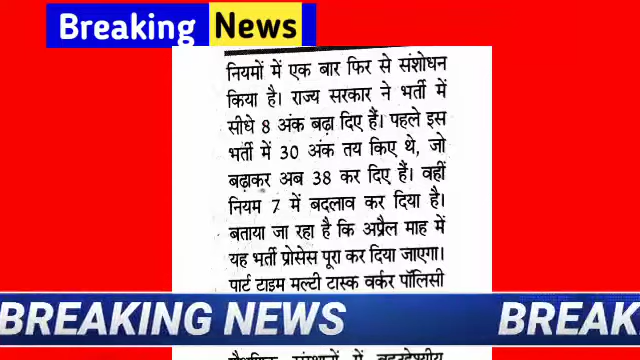 Breaking News
नियमों में एक बार फिर से संशोधन
किया है। राज्य सरकार ने भर्ती में
सीधे 8 अंक बढ़ा दिए हैं। पहले इस
भर्ती में 30 अंक तय किए थे, जो
बढ़ाकर अब 38 कर दिए हैं। वहीं
नियम 7 में बदलाव कर दिया है।
बताया जा रहा है कि अप्रैल माह में
यह भर्ती प्रोसेस पूरा कर दिया जाएगा।
पार्ट टाइम मल्टी टास्क वर्कर पॉलिसी
BREAKING NEWS BREA
में